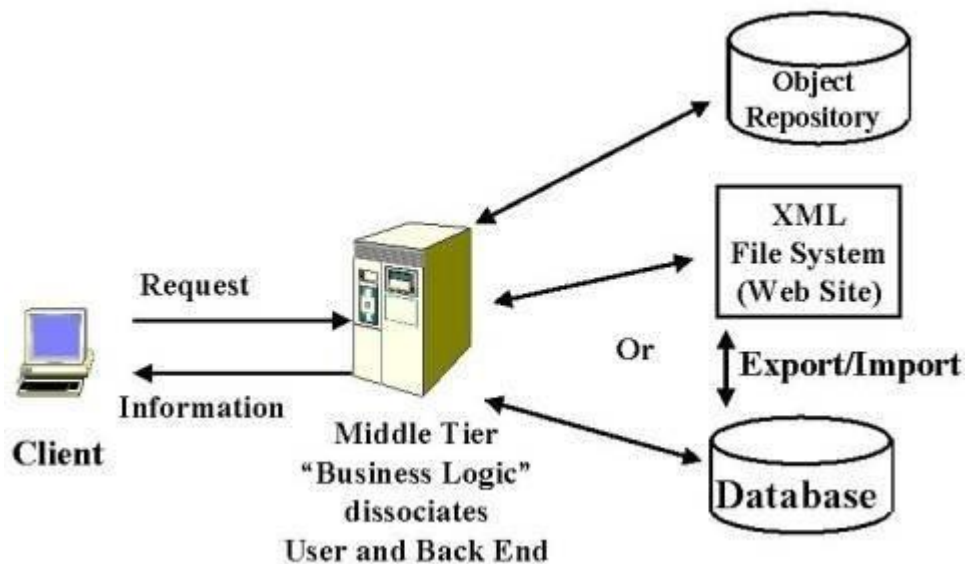 Object
Repository
XML
File System
(Web Site)
Request
Or
Export/Import
Information
Client
Middle Tier
“Business Logic”
dissociates
User and Back End
Database